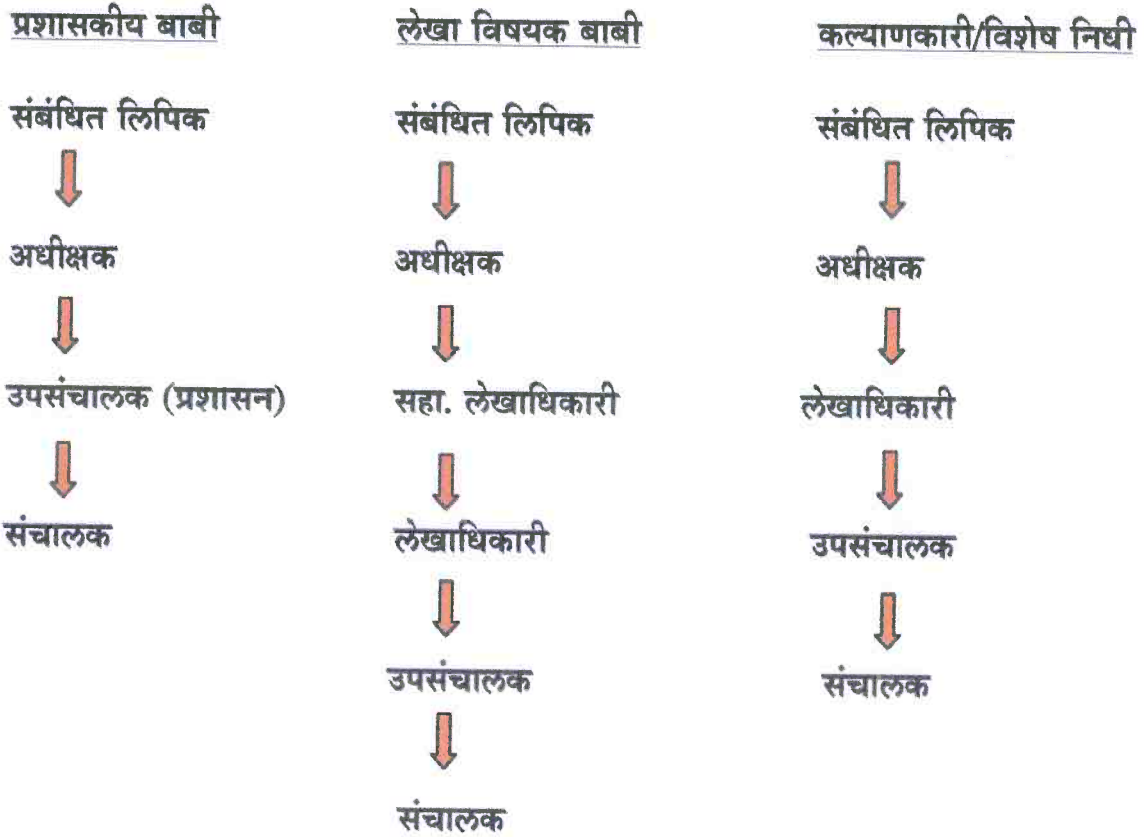 प्रशासकीय बाबी
संबंधित लिपिक
अधीक्षक
उपसंचालक (प्रशासन)
संचालक
लेखा विषयक बाबी
संबंधित लिपिक
अधीक्षक
सहा. लेखाधिकारी
लेखाधिकारी
उपसंचालक
संचालक
कल्याणकारी/विशेष निधी
संबंधित लिपिक
अधीक्षक
लेखाधिकारी
उपसंचालक
संचालक